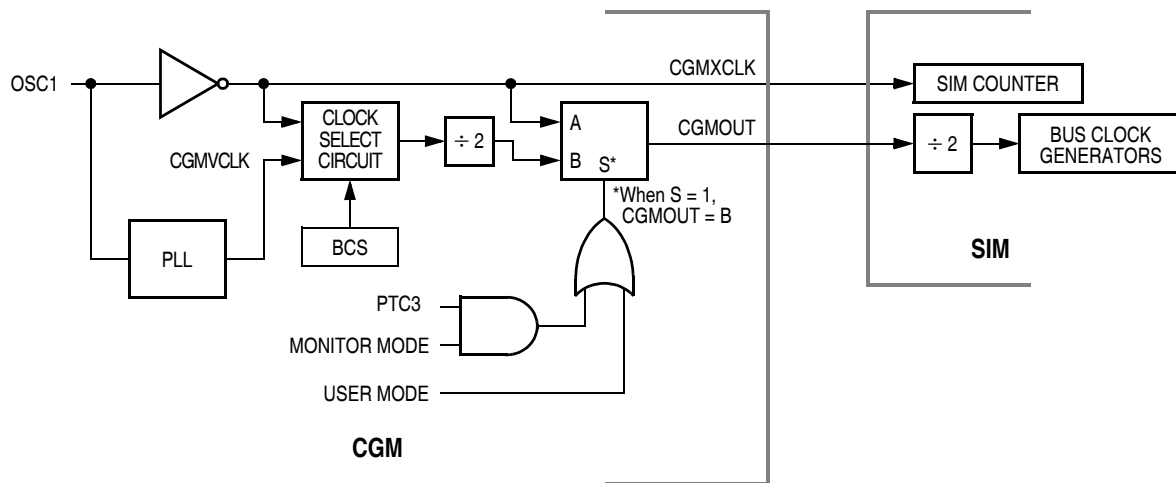 OSC1
CGMXCLK
SIM COUNTER
CLOCK
SELECT
CIRCUIT
÷ 2
A
B
S*
CGMOUT
÷ 2
BUS CLOCK
GENERATORS
CGMVCLK
*When S = 1,
CGMOUT = B
PLL
BCS
SIM
PTC3
MONITOR MODE
USER MODE
CGM